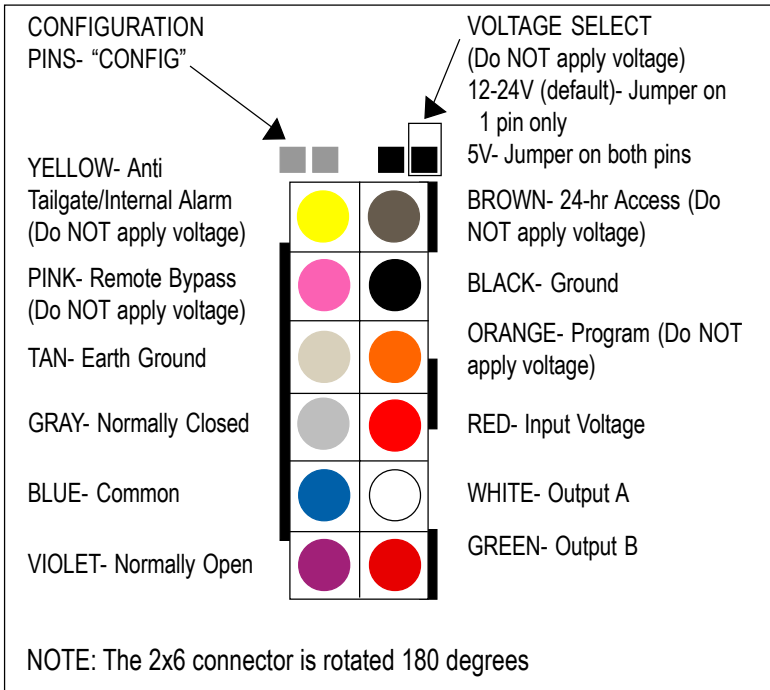 CONFIGURATION
PINS- “CONFIG”
VOLTAGE SELECT
(Do NOT apply voltage)
12-24V (default)- Jumper on
1 pin only
5V- Jumper on both pins
YELLOW- Anti
Tailgate/Internal Alarm
(Do NOT apply voltage)
BROWN- 24-hr Access (Do
NOT apply voltage)
PINK- Remote Bypass
(Do NOT apply voltage)
BLACK- Ground
TAN- Earth Ground
ORANGE- Program (Do NOT
apply voltage)
GRAY- Normally Closed
RED- Input Voltage
BLUE- Common
WHITE- Output A
VIOLET- Normally Open
GREEN- Output B
NOTE: The 2x6 connector is rotated 180 degrees